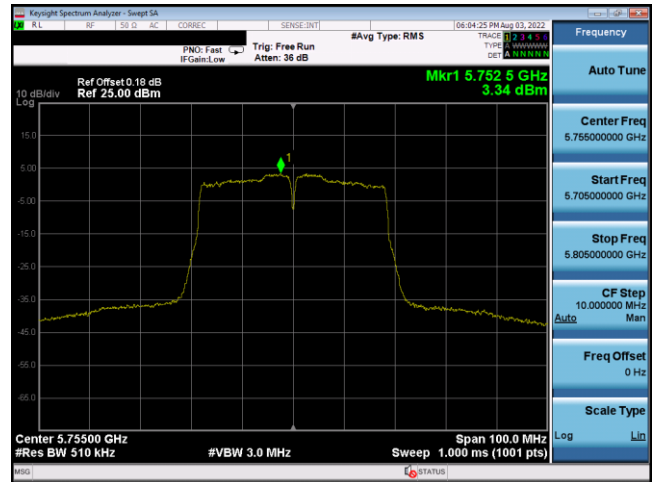 Keysight Spectrum Analyzer - Swept SA
RL RF 50 Ω AC CORREC SENSE:INT 06:04:25 PM Aug 03, 2022
#Avg Type: RMS TRACE 1 2 3 4 5 6
PNO: Fast Trig: Free Run TYPE A WWWWW
IFGain:Low Atten: 36 dB DET A N N N N N
Ref Offset 0.18 dB Mkr1 5.752 5 GHz
10 dB/div Ref 25.00 dBm 3.34 dBm
Log
15.0
5.00
1
-5.00
-15.0
-25.0
-35.0
-45.0
-55.0
-65.0
Center 5.75500 GHz Span 100.0 MHz
#Res BW 510 kHz #VBW 3.0 MHz Sweep 1.000 ms (1001 pts)
MSG STATUS
Frequency
Auto Tune
Center Freq
5.755000000 GHz
Start Freq
5.705000000 GHz
Stop Freq
5.805000000 GHz
CF Step
10.000000 MHz
Auto Man
Freq Offset
0 Hz
Scale Type
Log Lin